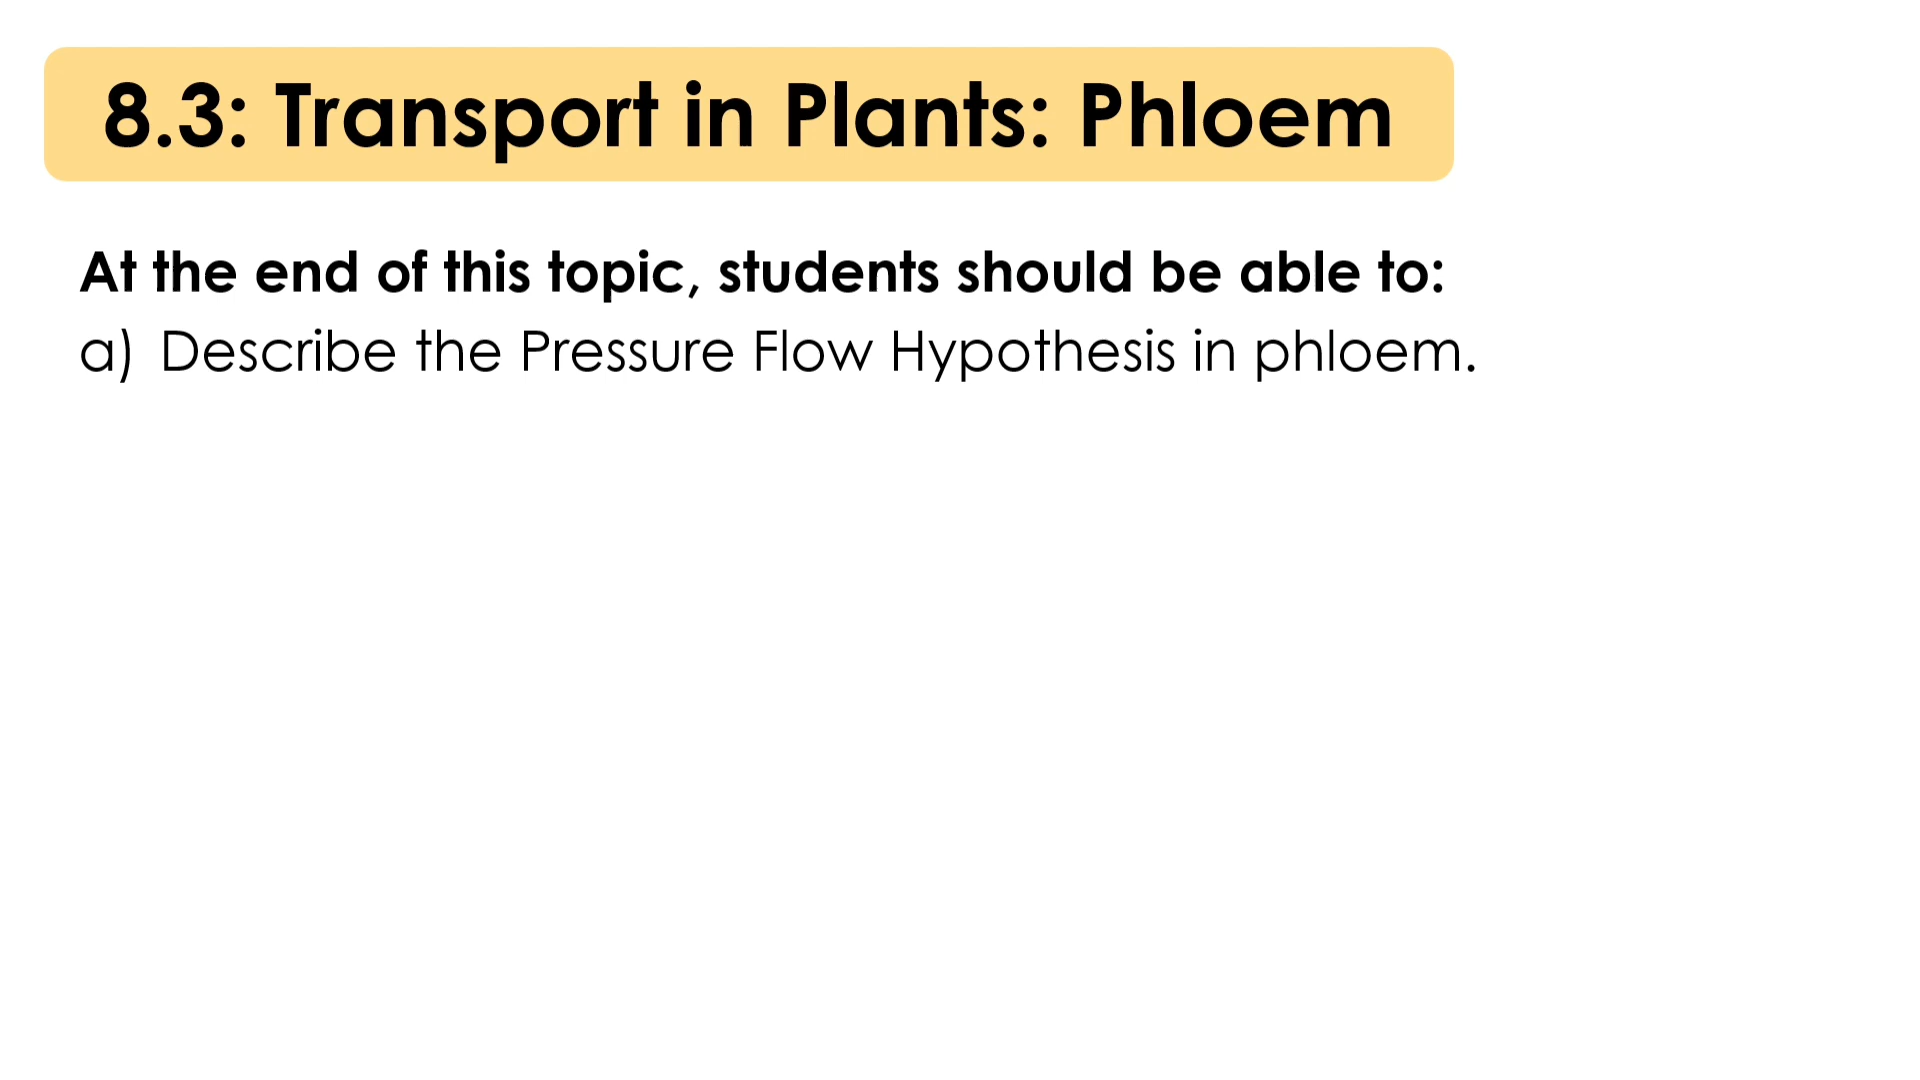 8.3: Transport in Plants: Phloem
At the end of this topic, students should be able to:
a) Describe the Pressure Flow Hypothesis in phloem.